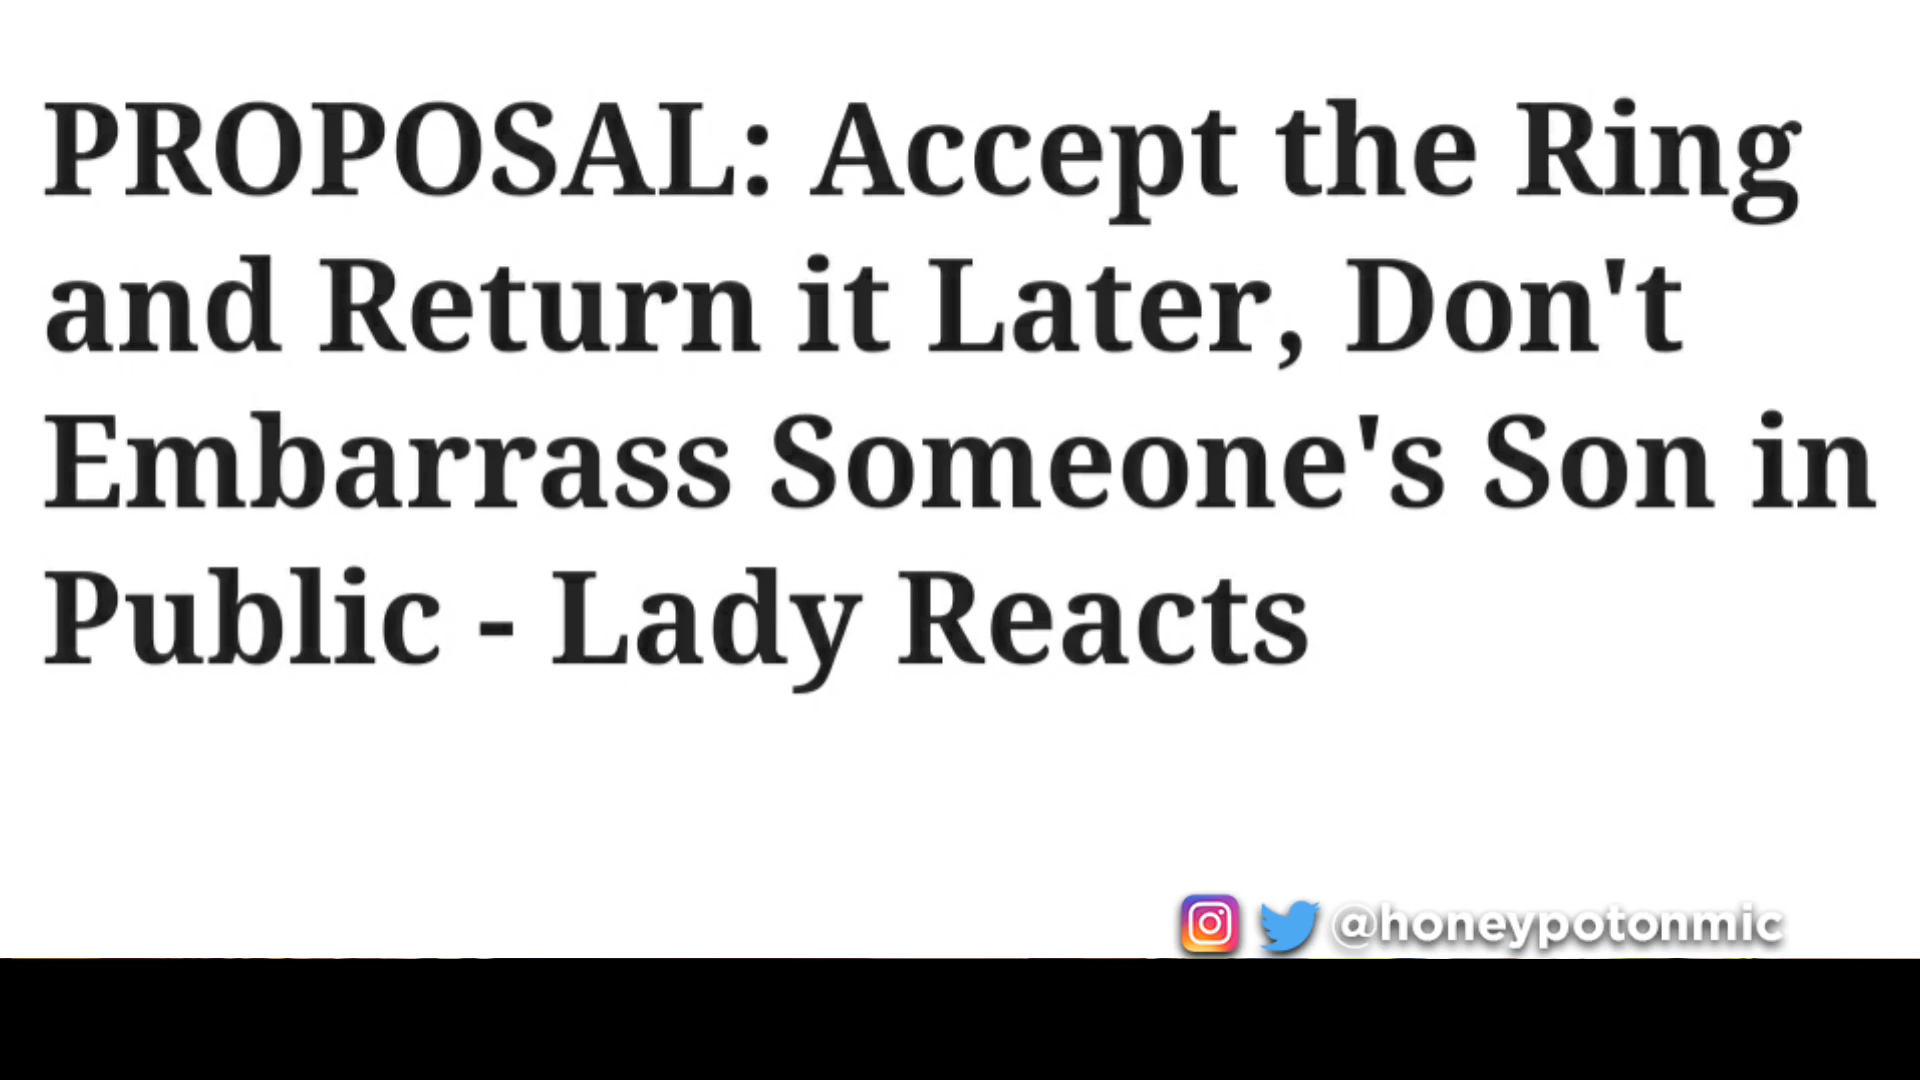 PROPOSAL: Accept the Ring
and Return it Later, Don't
Embarrass Someone's Son in
Public - Lady Reacts
@honeypotonmic